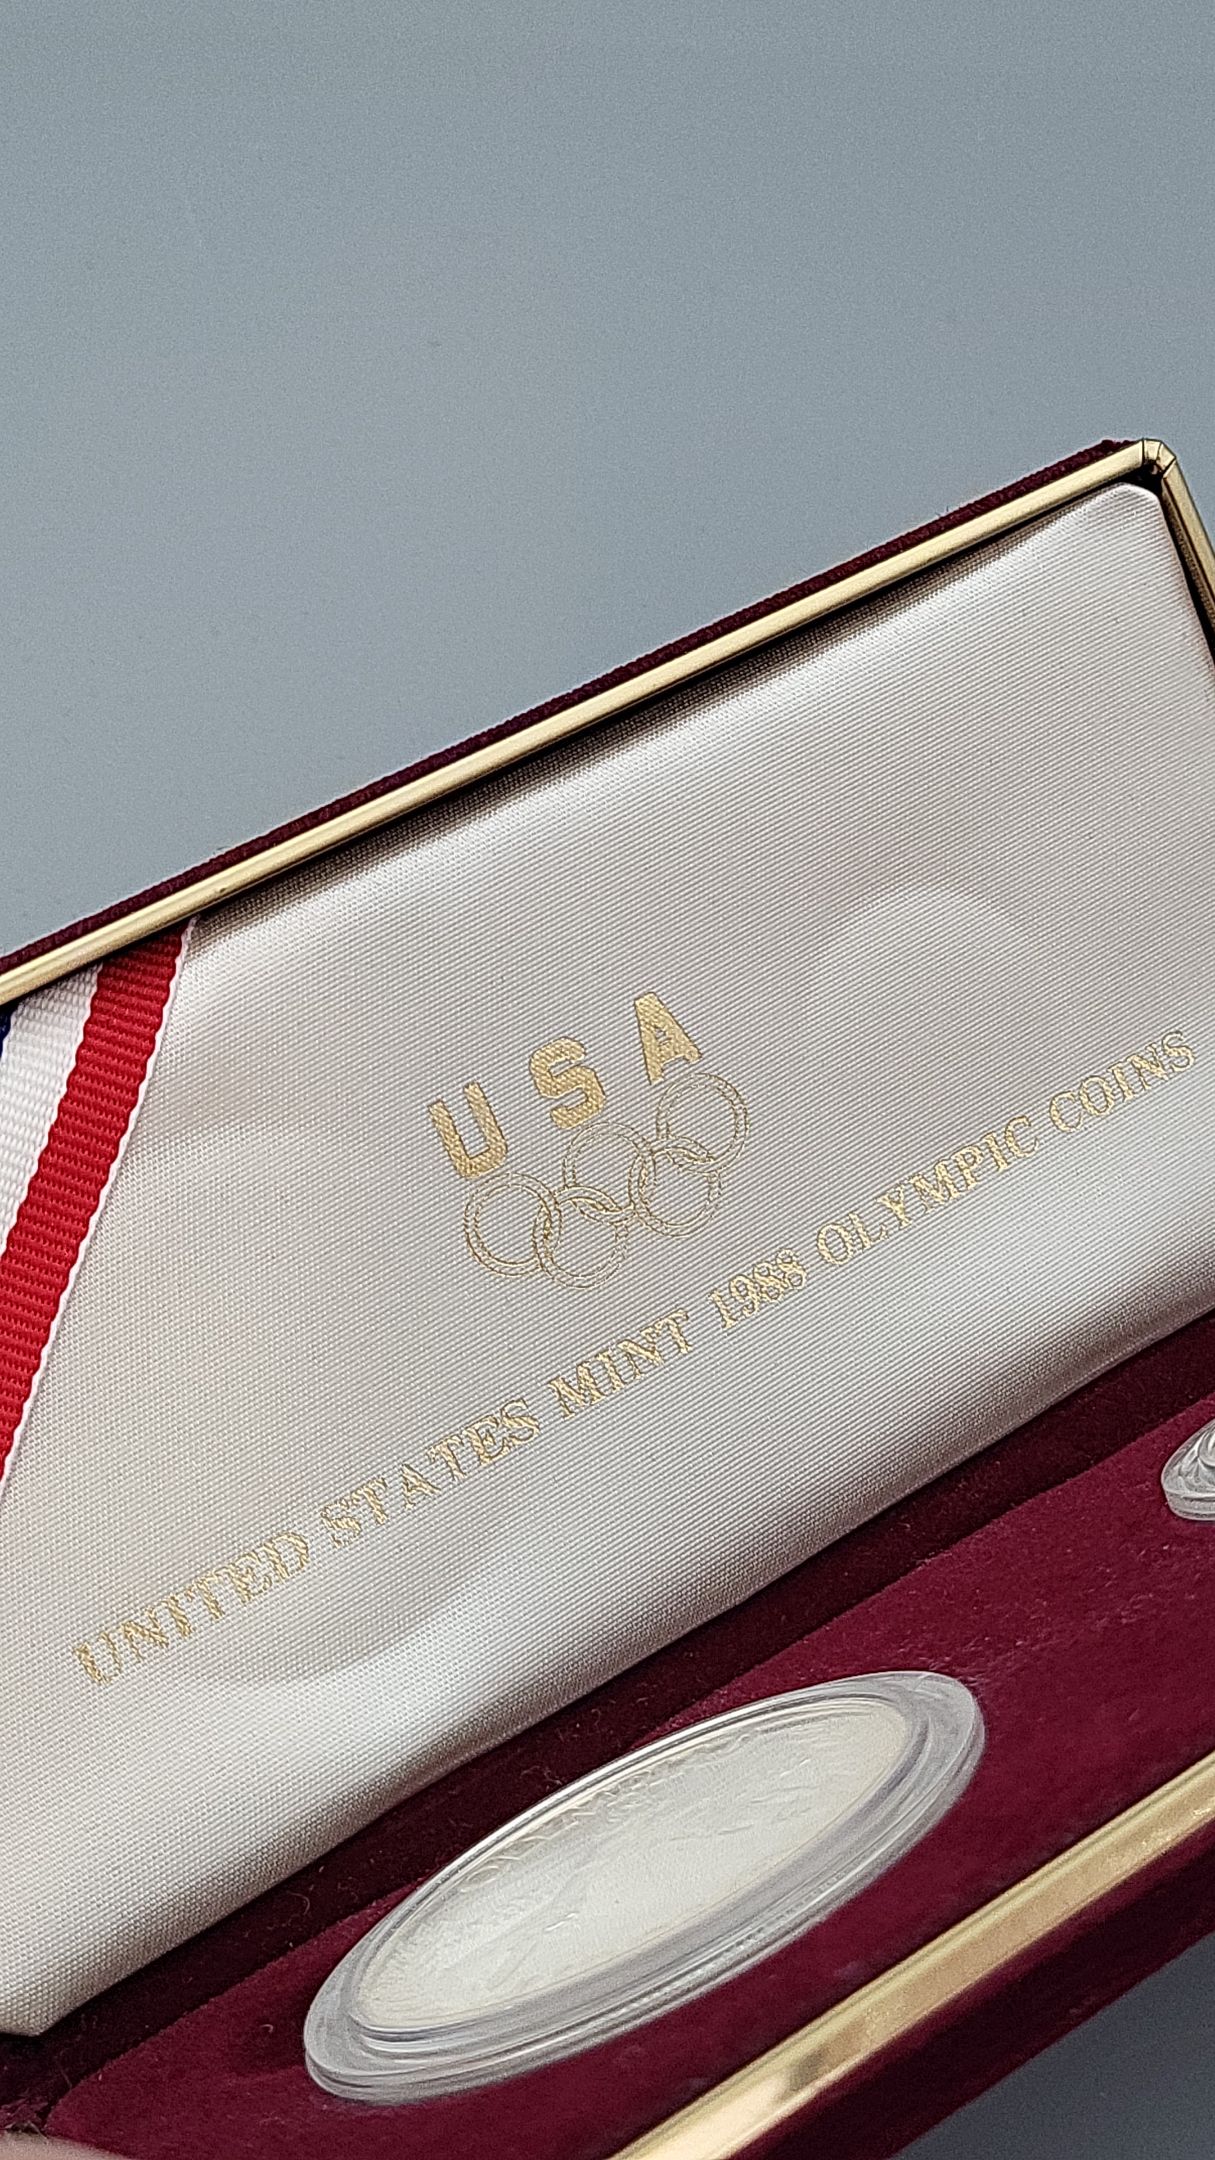 USA
UNITED STATES MINT 1988 OLYMPIC COINS